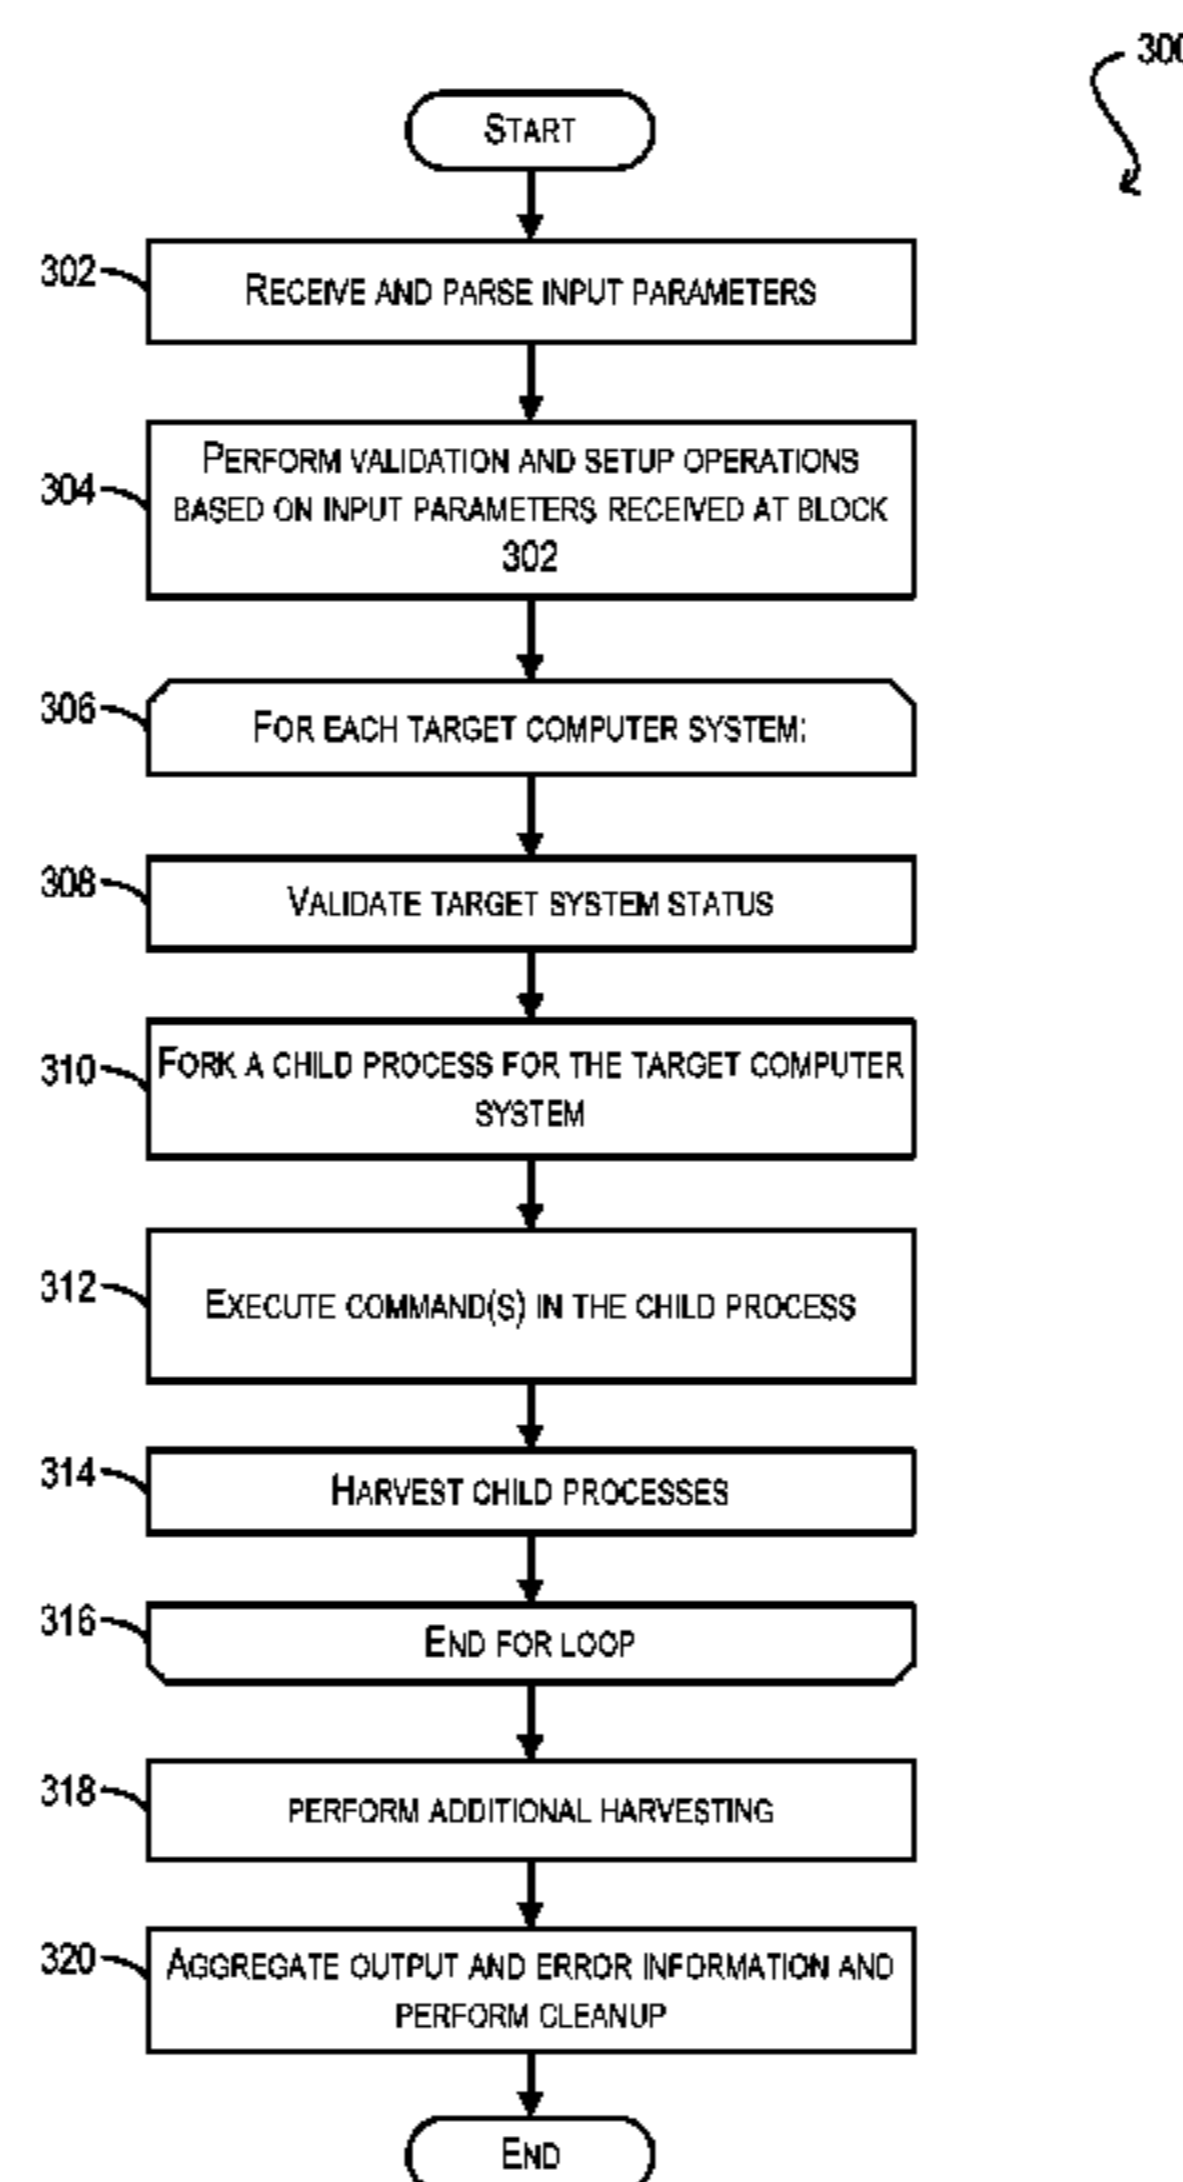 300
START
302
RECEIVE AND PARSE INPUT PARAMETERS
304
PERFORM VALIDATION AND SETUP OPERATIONS
BASED ON INPUT PARAMETERS RECEIVED AT BLOCK
302
306
FOR EACH TARGET COMPUTER SYSTEM:
308
VALIDATE TARGET SYSTEM STATUS
310
FORK A CHILD PROCESS FOR THE TARGET COMPUTER
SYSTEM
312
EXECUTE COMMAND(S) IN THE CHILD PROCESS
314
HARVEST CHILD PROCESSES
316
END FOR LOOP
318
PERFORM ADDITIONAL HARVESTING
320
AGGREGATE OUTPUT AND ERROR INFORMATION AND
PERFORM CLEANUP
END